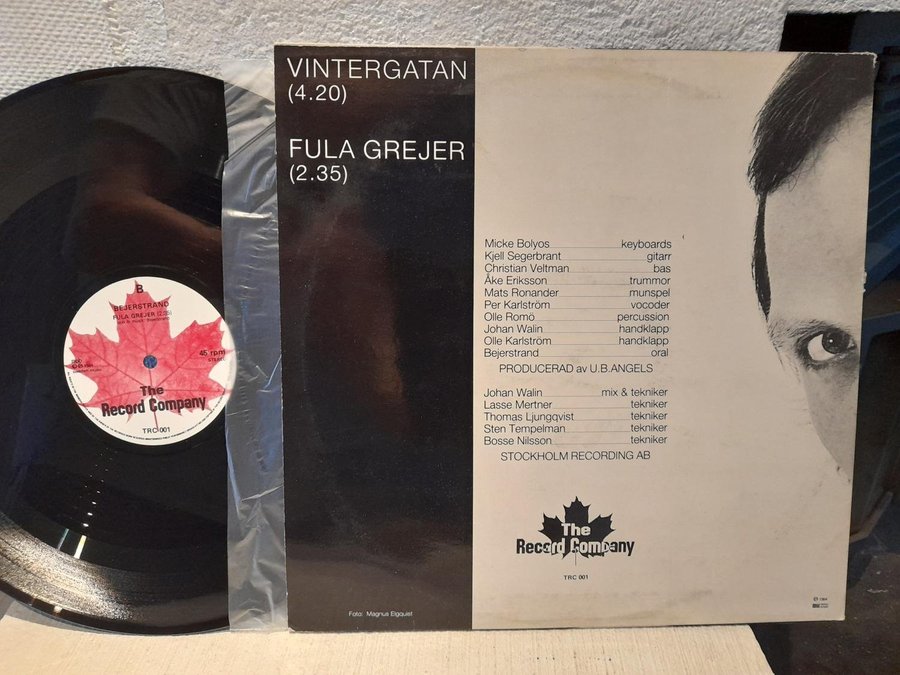 B
BEJERSTRAND
FULA GREJER (2.35)
45 rpm
The
Record Company
TRC 001
VINTERGATAN
(4.20)
FULA GREJER
(2.35)
Foto: Magnus Elgquist
Micke Bolyos keyboards
Kjell Segerbrant gitarr
Christian Veltman bas
Åke Eriksson trummor
Mats Ronander munspel
Per Karlström vocoder
Olle Romö percussion
Johan Walin handklapp
Olle Karlström handklapp
Bejerstrand oral
PRODUCERAD av U.B. ANGELS
Johan Walin mix & tekniker
Lasse Mertner tekniker
Thomas Ljungqvist tekniker
Sten Tempelman tekniker
Bosse Nilsson tekniker
STOCKHOLM RECORDING AB
The
Record Company
TRC 001
℗ 1984